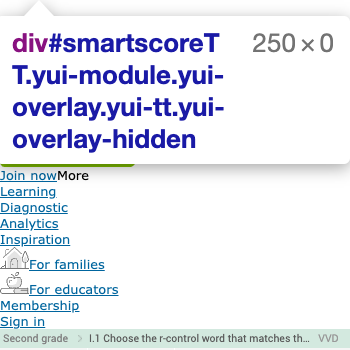 div#smartscoreT
T.yui-module.yui-
overlay.yui-tt.yui-
overlay-hidden
250 × 0
Join nowMore
Learning
Diagnostic
Analytics
Inspiration
For families
For educators
Membership
Sign in
Second grade > I.1 Choose the r-control word that matches th... VVD